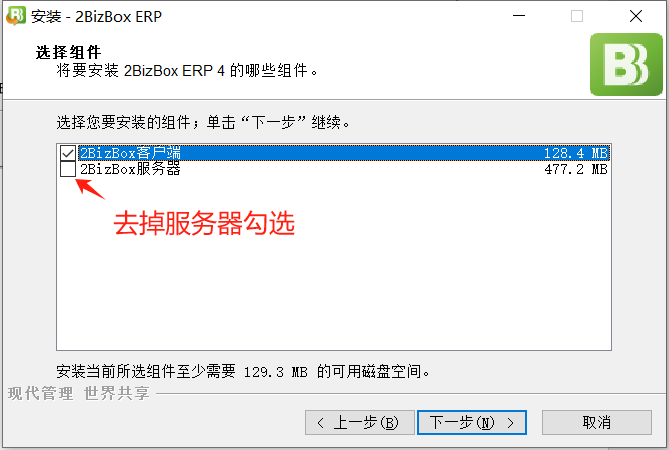 安装 - 2BizBox ERP
选择组件
将要安装 2BizBox ERP 4 的哪些组件。
选择您要安装的组件；单击“下一步”继续。
2BizBox客户端 128.4 MB
2BizBox服务器 477.2 MB
去掉服务器勾选
安装当前所选组件至少需要 129.3 MB 的可用磁盘空间。
现代管理 世界共享
< 上一步(B) 下一步(N) > 取消